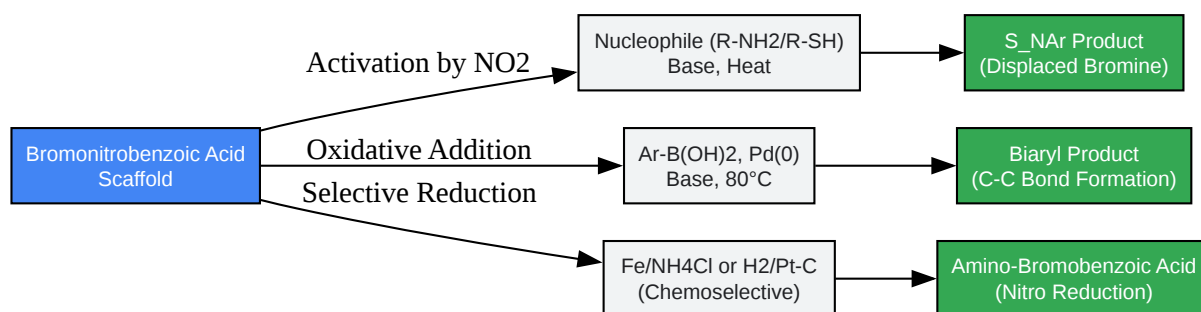 Activation by NO2
Nucleophile (R-NH2/R-SH)
Base, Heat
S_NAr Product
(Displaced Bromine)
Bromonitrobenzoic Acid
Scaffold
Oxidative Addition
Ar-B(OH)2, Pd(0)
Base, 80°C
Biaryl Product
(C-C Bond Formation)
Selective Reduction
Fe/NH4Cl or H2/Pt-C
(Chemoselective)
Amino-Bromobenzoic Acid
(Nitro Reduction)